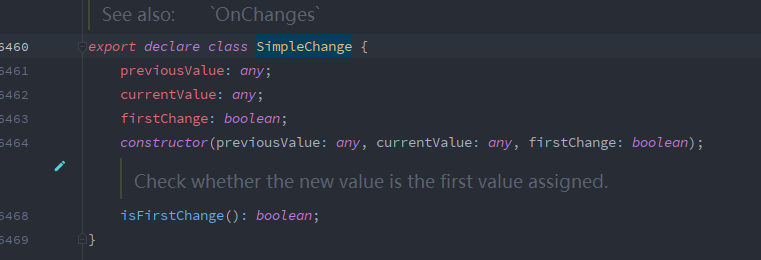 See also: `OnChanges`
6460 export declare class SimpleChange {
6461 previousValue: any;
6462 currentValue: any;
6463 firstChange: boolean;
6464 constructor(previousValue: any, currentValue: any, firstChange: boolean);
Check whether the new value is the first value assigned.
6468 isFirstChange(): boolean;
6469 }